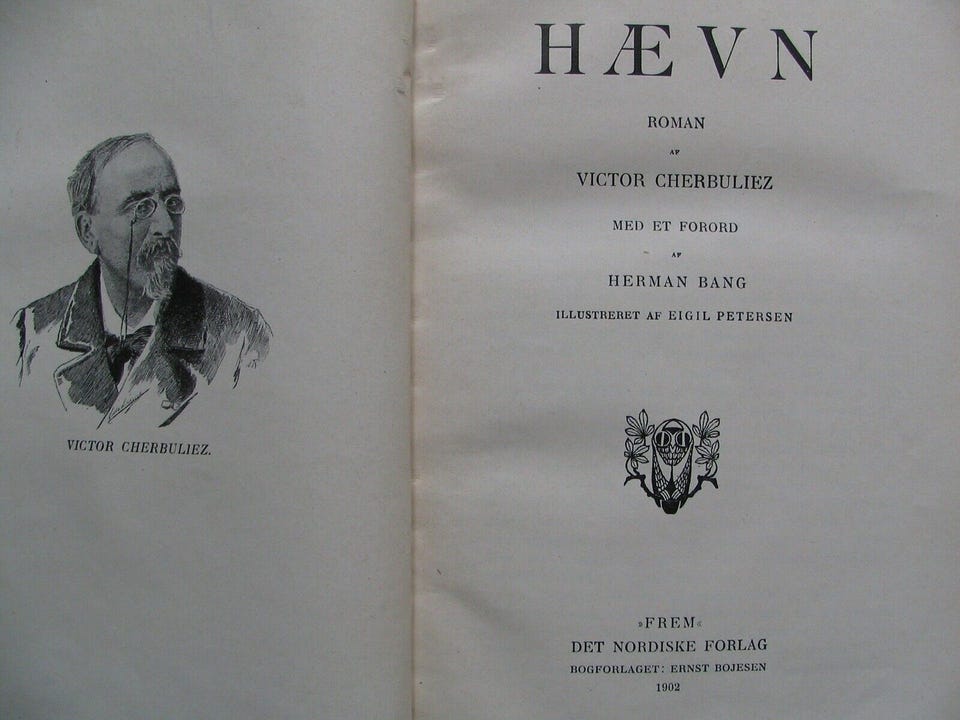 VICTOR CHERBULIEZ.
HÆVN
ROMAN
AF
VICTOR CHERBULIEZ
MED ET FORORD
AF
HERMAN BANG
ILLUSTRERET AF EIGIL PETERSEN
»FREM«
DET NORDISKE FORLAG
BOGFORLAGET: ERNST BOJESEN
1902